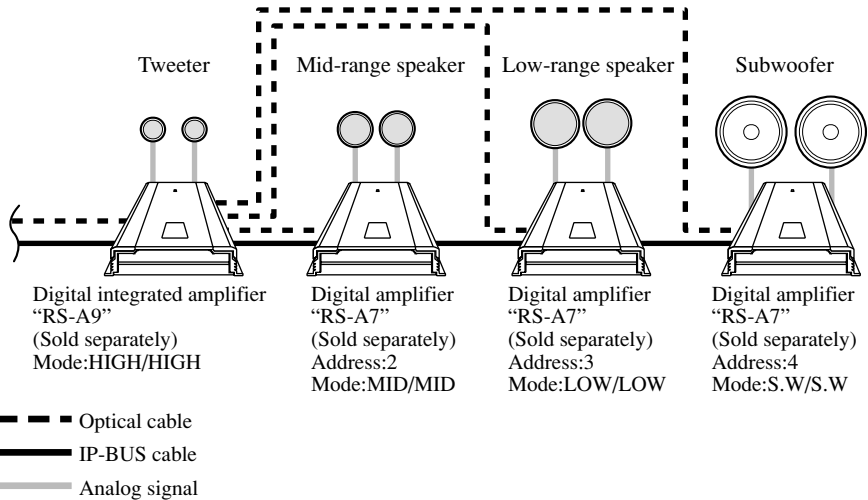 Tweeter
Mid-range speaker
Low-range speaker
Subwoofer
Digital integrated amplifier
“RS-A9”
(Sold separately)
Mode:HIGH/HIGH
Digital amplifier
“RS-A7”
(Sold separately)
Address:2
Mode:MID/MID
Digital amplifier
“RS-A7”
(Sold separately)
Address:3
Mode:LOW/LOW
Digital amplifier
“RS-A7”
(Sold separately)
Address:4
Mode:S.W/S.W
Optical cable
IP-BUS cable
Analog signal